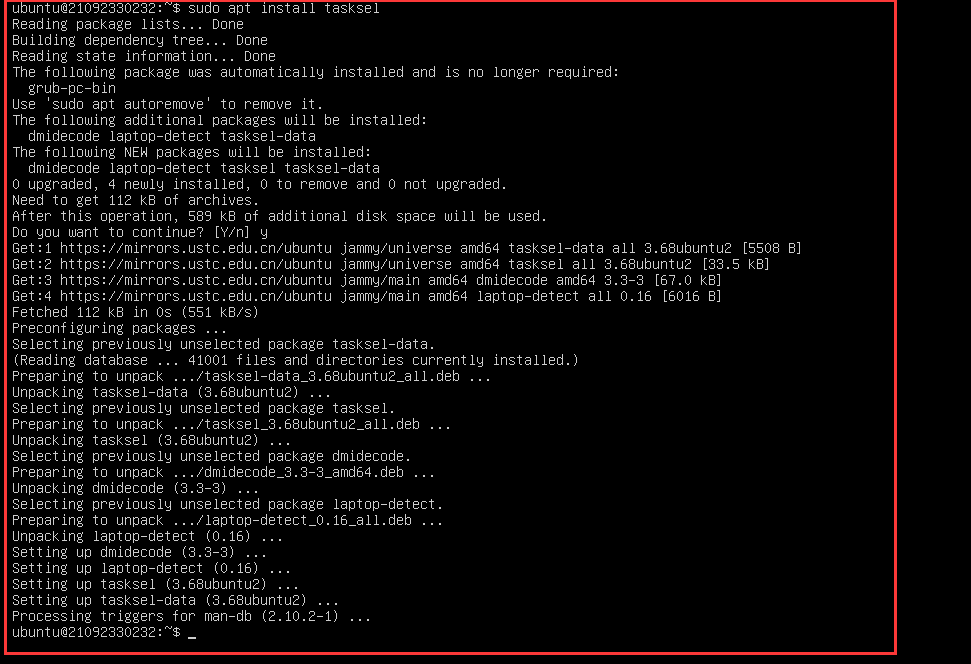 ubuntu@21092330232:~$ sudo apt install tasksel
Reading package lists... Done
Building dependency tree... Done
Reading state information... Done
The following package was automatically installed and is no longer required:
  grub-pc-bin
Use 'sudo apt autoremove' to remove it.
The following additional packages will be installed:
  dmidecode laptop-detect tasksel-data
The following NEW packages will be installed:
  dmidecode laptop-detect tasksel tasksel-data
0 upgraded, 4 newly installed, 0 to remove and 0 not upgraded.
Need to get 112 kB of archives.
After this operation, 589 kB of additional disk space will be used.
Do you want to continue? [Y/n] y
Get:1 https://mirrors.ustc.edu.cn/ubuntu jammy/universe amd64 tasksel-data all 3.68ubuntu2 [5508 B]
Get:2 https://mirrors.ustc.edu.cn/ubuntu jammy/universe amd64 tasksel all 3.68ubuntu2 [33.5 kB]
Get:3 https://mirrors.ustc.edu.cn/ubuntu jammy/main amd64 dmidecode amd64 3.3-3 [67.0 kB]
Get:4 https://mirrors.ustc.edu.cn/ubuntu jammy/main amd64 laptop-detect all 0.16 [6016 B]
Fetched 112 kB in 0s (551 kB/s)
Preconfiguring packages ...
Selecting previously unselected package tasksel-data.
(Reading database ... 41001 files and directories currently installed.)
Preparing to unpack .../tasksel-data_3.68ubuntu2_all.deb ...
Unpacking tasksel-data (3.68ubuntu2) ...
Selecting previously unselected package tasksel.
Preparing to unpack .../tasksel_3.68ubuntu2_all.deb ...
Unpacking tasksel (3.68ubuntu2) ...
Selecting previously unselected package dmidecode.
Preparing to unpack .../dmidecode_3.3-3_amd64.deb ...
Unpacking dmidecode (3.3-3) ...
Selecting previously unselected package laptop-detect.
Preparing to unpack .../laptop-detect_0.16_all.deb ...
Unpacking laptop-detect (0.16) ...
Setting up dmidecode (3.3-3) ...
Setting up laptop-detect (0.16) ...
Setting up tasksel (3.68ubuntu2) ...
Setting up tasksel-data (3.68ubuntu2) ...
Processing triggers for man-db (2.10.2-1) ...
ubuntu@21092330232:~$ _